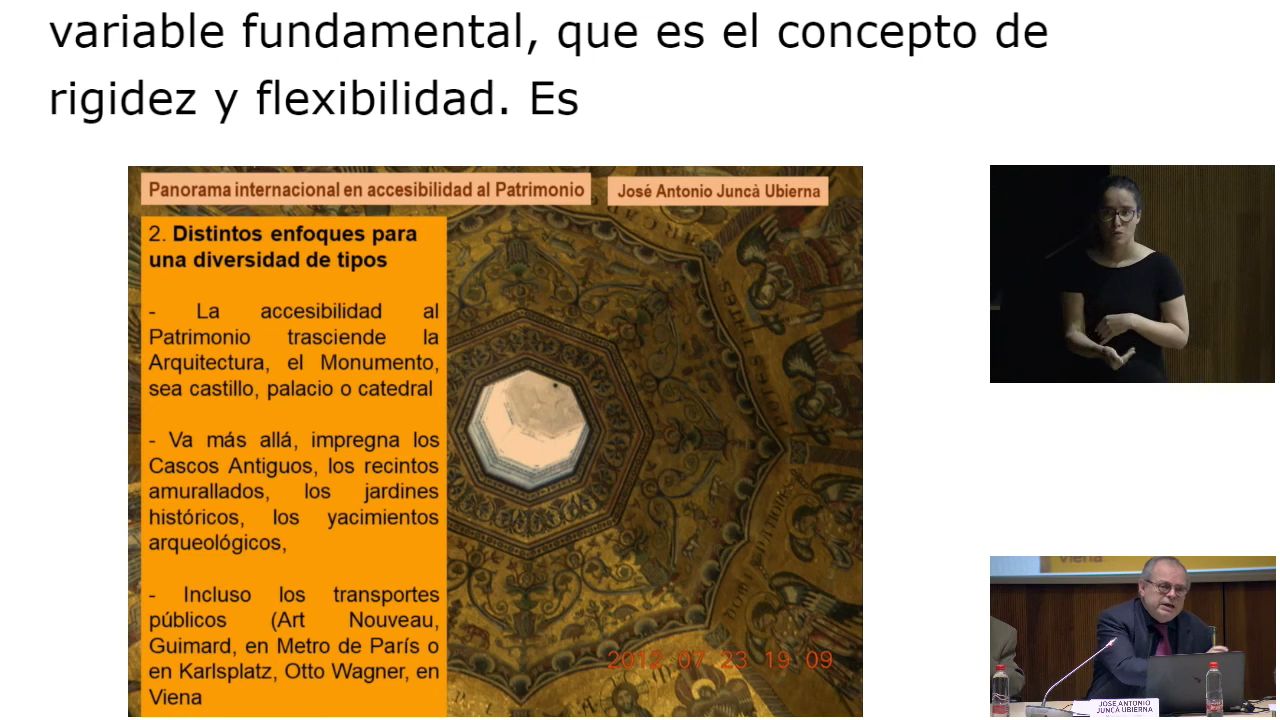 variable fundamental, que es el concepto de
rigidez y flexibilidad. Es
Panorama internacional en accesibilidad al Patrimonio
José Antonio Juncà Ubierna
2. Distintos enfoques para
una diversidad de tipos
- La accesibilidad al
Patrimonio trasciende la
Arquitectura, el Monumento,
sea castillo, palacio o catedral
- Va más allá, impregna los
Cascos Antiguos, los recintos
amurallados, los jardines
históricos, los yacimientos
arqueológicos,
- Incluso los transportes
públicos (Art Nouveau,
Guimard, en Metro de París o
en Karlsplatz, Otto Wagner, en
Viena
2012 07 23 19 09
Viena
JOSÉ ANTONIO
JUNCÀ UBIERNA